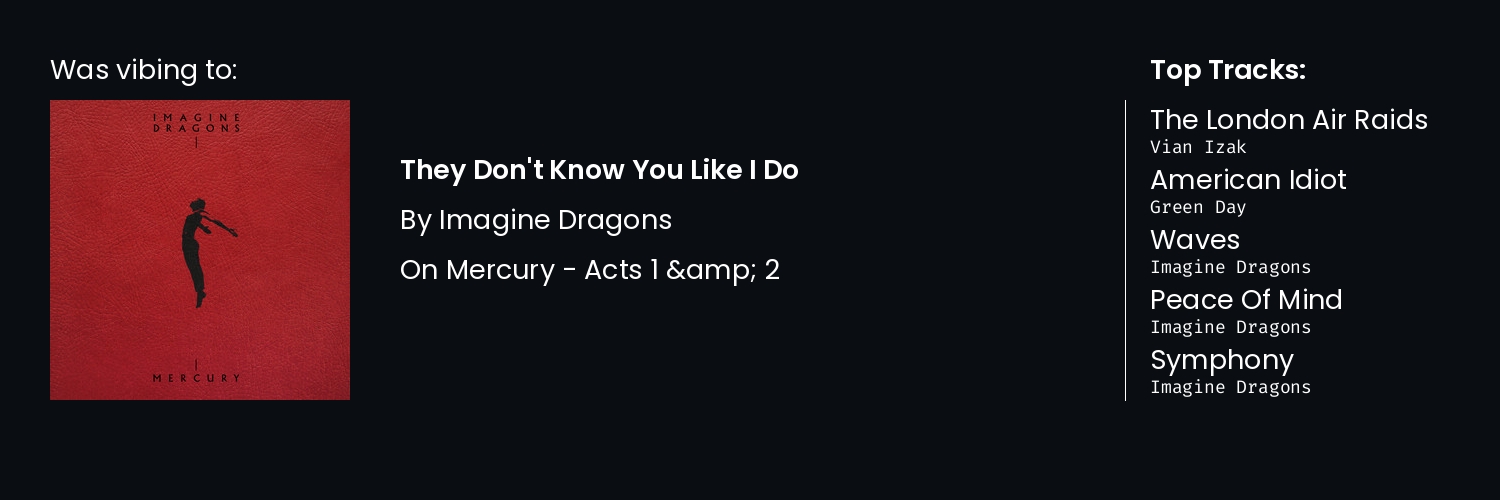 Was vibing to:
IMAGINE
DRAGONS
MERCURY
They Don't Know You Like I Do
By Imagine Dragons
On Mercury - Acts 1 &amp; 2
Top Tracks:
The London Air Raids
Vian Izak
American Idiot
Green Day
Waves
Imagine Dragons
Peace Of Mind
Imagine Dragons
Symphony
Imagine Dragons